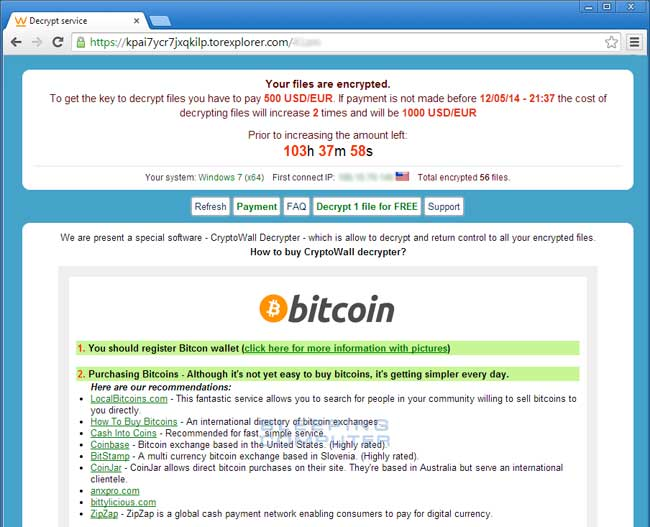 Decrypt service
https://kpai7ycr7jxqkilp.torexplorer.com/
Your files are encrypted.
To get the key to decrypt files you have to pay 500 USD/EUR. If payment is not made before 12/05/14 - 21:37 the cost of
decrypting files will increase 2 times and will be 1000 USD/EUR
Prior to increasing the amount left:
103h 37m 58s
Your system: Windows 7 (x64) First connect IP: Total encrypted 56 files.
Refresh Payment FAQ Decrypt 1 file for FREE Support
We are present a special software - CryptoWall Decrypter - which is allow to decrypt and return control to all your encrypted files.
How to buy CryptoWall decrypter?
bitcoin
1. You should register Bitcon wallet (click here for more information with pictures)
2. Purchasing Bitcoins - Although it's not yet easy to buy bitcoins, it's getting simpler every day.
Here are our recommendations:
LocalBitcoins.com - This fantastic service allows you to search for people in your community willing to sell bitcoins to
you directly.
How To Buy Bitcoins - An international directory of bitcoin exchanges.
Cash Into Coins - Recommended for fast, simple service.
Coinbase - Bitcoin exchange based in the United States. (Highly rated).
BitStamp - A multi currency bitcoin exchange based in Slovenia. (Highly rated).
CoinJar - CoinJar allows direct bitcoin purchases on their site. They're based in Australia but serve an international
clientele.
anxpro.com
bittylicious.com
ZipZap - ZipZap is a global cash payment network enabling consumers to pay for digital currency.
BLEEPING
COMPUTER